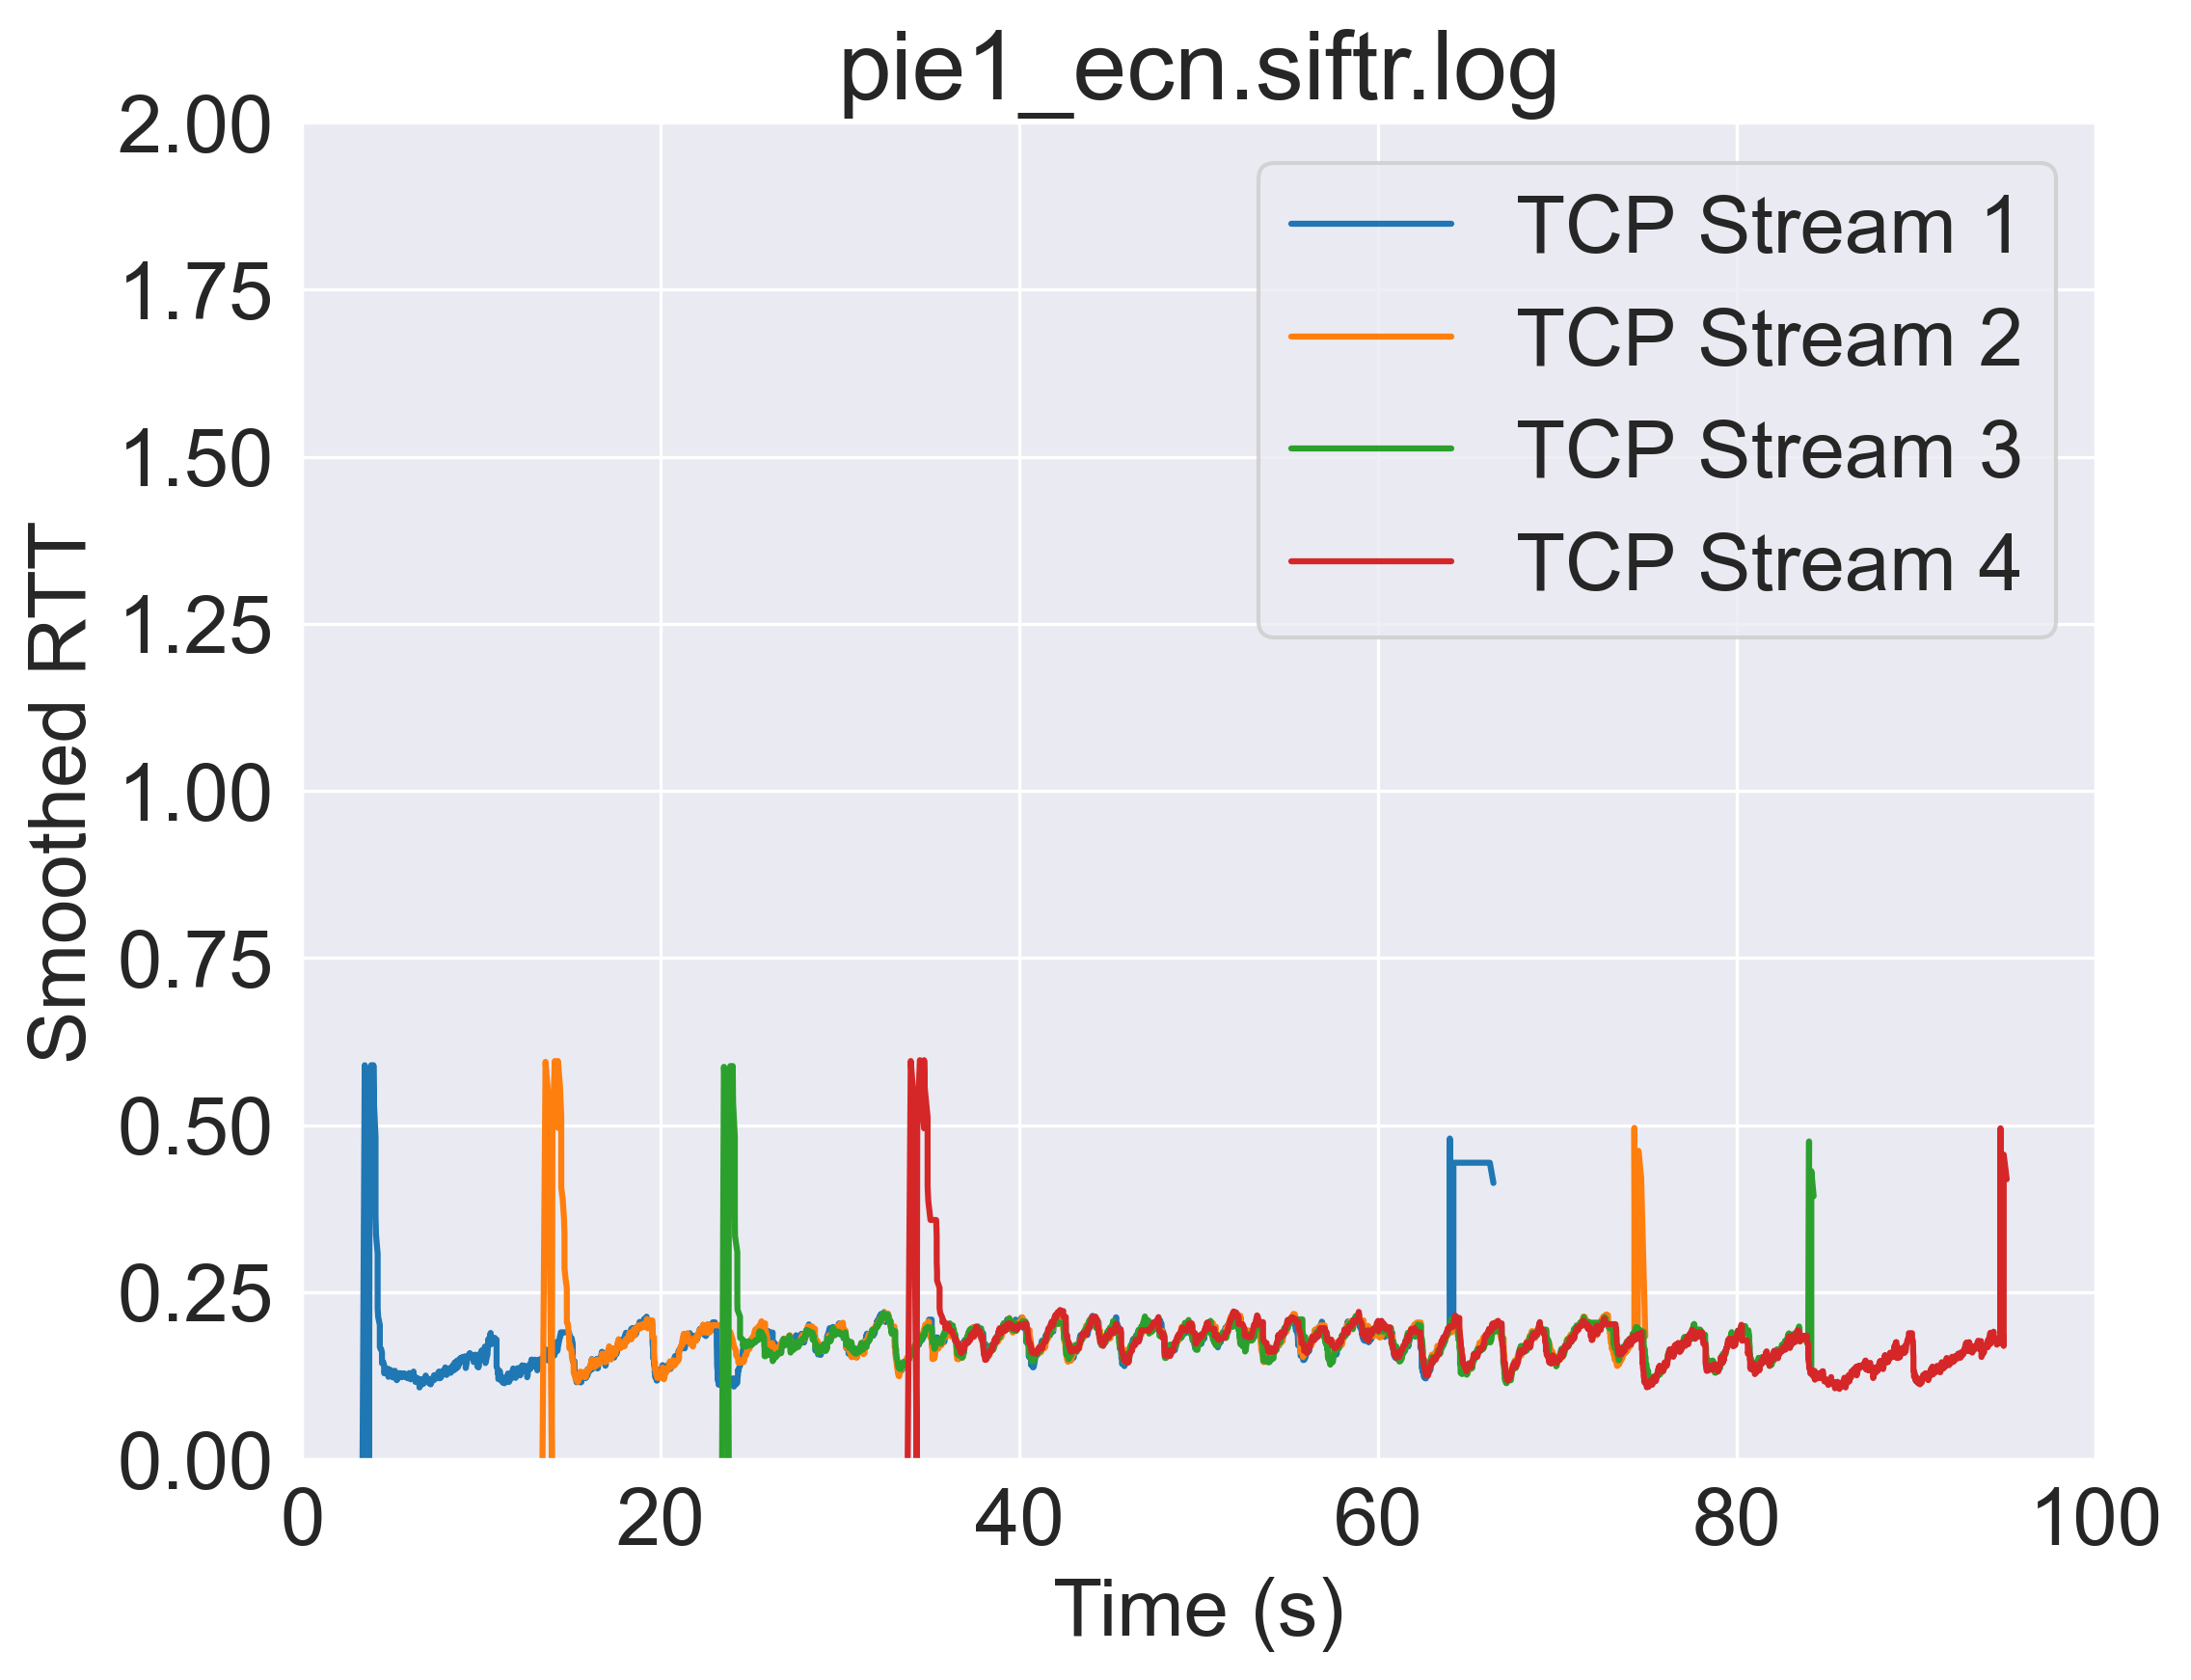 pie1_ecn.siftr.log
2.00
1.75
1.50
1.25
1.00
0.75
0.50
0.25
0.00
Smoothed RTT
TCP Stream 1
TCP Stream 2
TCP Stream 3
TCP Stream 4
0 20 40 60 80 100
Time (s)